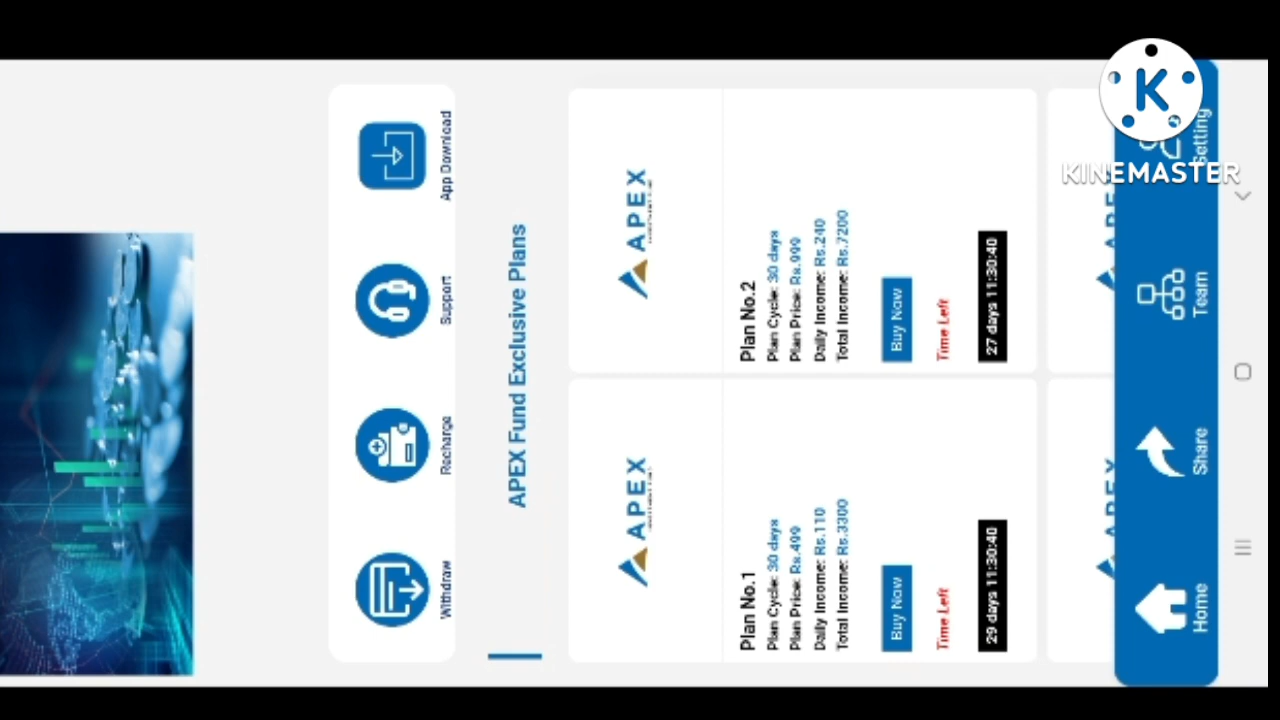 Withdraw
Recharge
Support
App Download
APEX Fund Exclusive Plans
APEX
Plan No.1
Plan Cycle: 30 days
Plan Price: Rs.499
Daily Income: Rs.110
Total Income: Rs.3300
Buy Now
Time Left
29 days 11:30:40
APEX
Plan No.2
Plan Cycle: 30 days
Plan Price: Rs.999
Daily Income: Rs.240
Total Income: Rs.7200
Buy Now
Time Left
27 days 11:30:40
APEX
Home
Share
Team
K
KINEMASTER